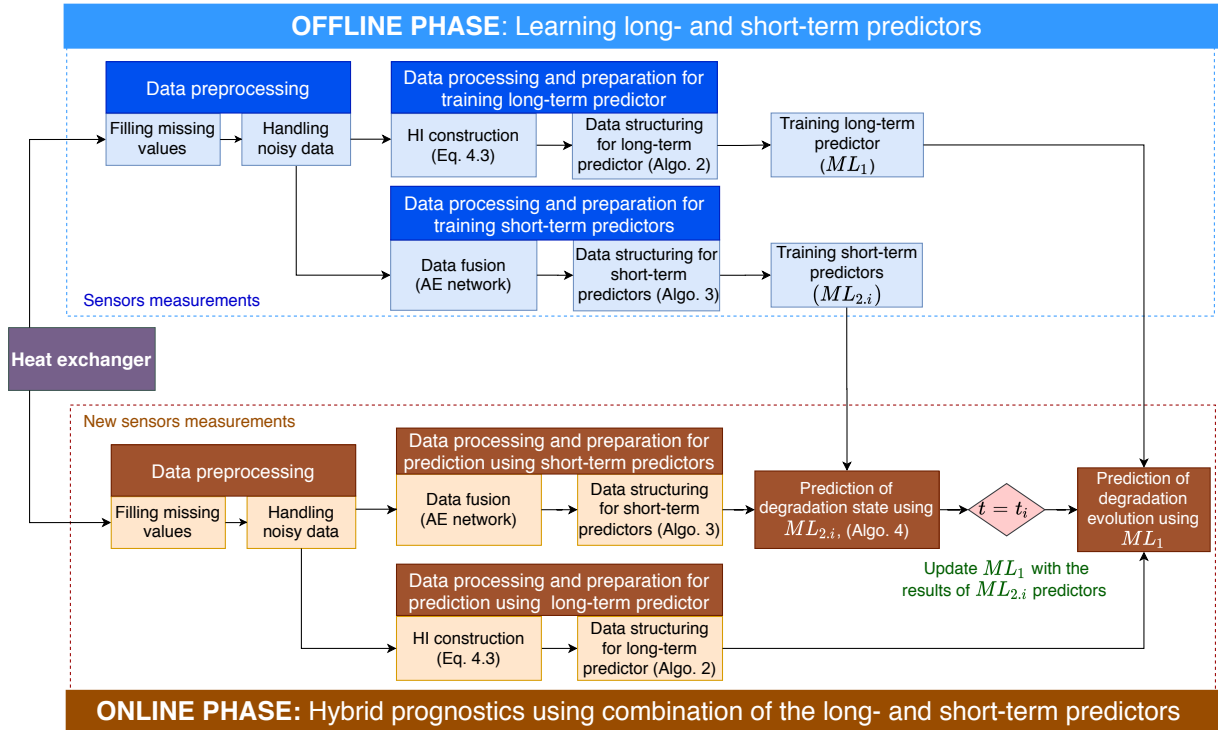 OFFLINE PHASE: Learning long- and short-term predictors
Data preprocessing
Filling missing
values
Handling
noisy data
Data processing and preparation for
training long-term predictor
HI construction
(Eq. 4.3)
Data structuring
for long-term
predictor (Algo. 2)
Training long-term
predictor
(ML₁)
Data processing and preparation for
training short-term predictors
Data fusion
(AE network)
Data structuring for
short-term
predictors (Algo. 3)
Training short-term
predictors
(ML₂.ᵢ)
Sensors measurements
Heat exchanger
New sensors measurements
Data preprocessing
Filling missing
values
Handling
noisy data
Data processing and preparation for
prediction using short-term predictors
Data fusion
(AE network)
Data structuring
for short-term
predictors (Algo. 3)
Prediction of
degradation state using
ML₂.ᵢ, (Algo. 4)
t = tᵢ
Prediction of
degradation
evolution using
ML₁
Update ML₁ with the
results of ML₂.ᵢ predictors
Data processing and preparation for
prediction using long-term predictor
HI construction
(Eq. 4.3)
Data structuring
for long-term
predictor (Algo. 2)
ONLINE PHASE: Hybrid prognostics using combination of the long- and short-term predictors